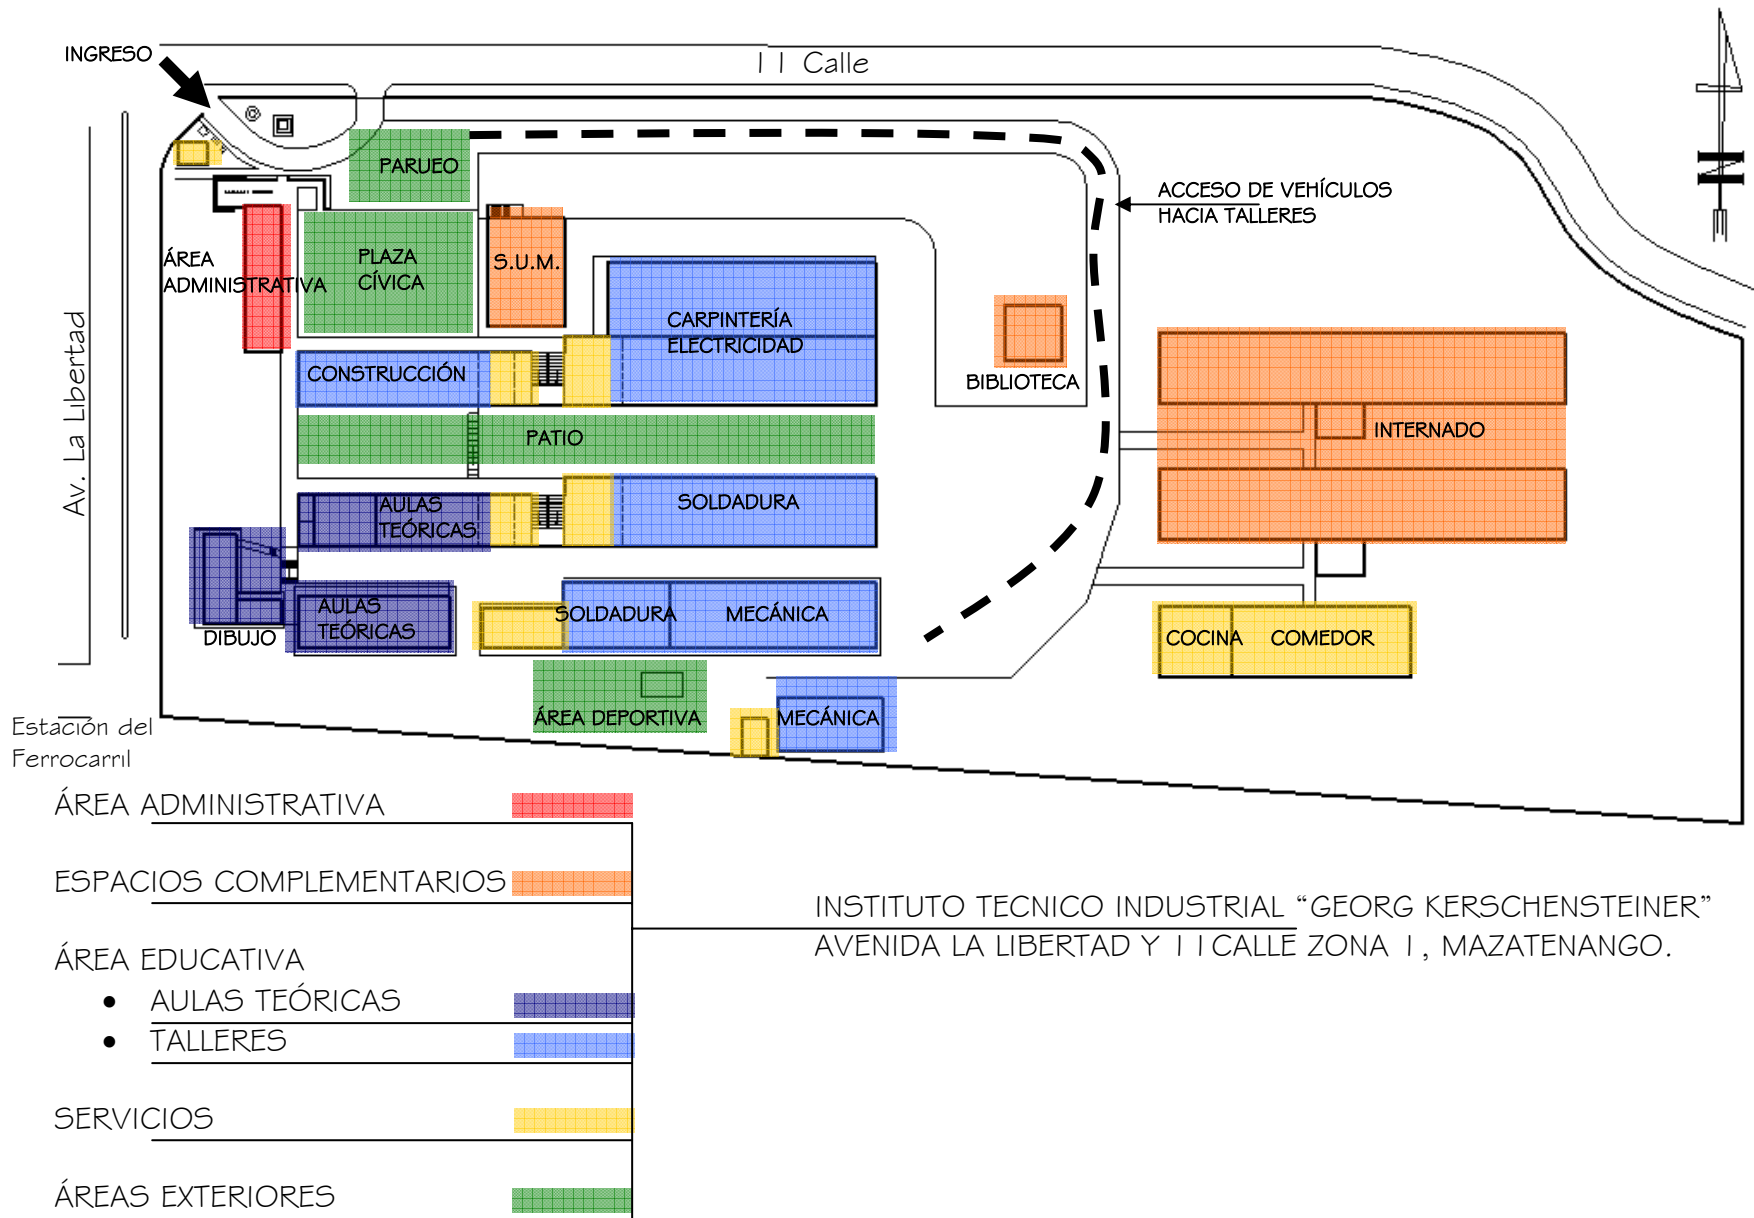 INGRESO
11 Calle
PARUEO
ACCESO DE VEHÍCULOS
HACIA TALLERES
ÁREA
ADMINISTRATIVA
PLAZA
CÍVICA
S.U.M.
CARPINTERÍA
ELECTRICIDAD
CONSTRUCCIÓN
BIBLIOTECA
Av. La Libertad
PATIO
INTERNADO
AULAS
TEÓRICAS
SOLDADURA
AULAS
TEÓRICAS
SOLDADURA
MECÁNICA
DIBUJO
COCINA
COMEDOR
ÁREA DEPORTIVA
MECÁNICA
Estación del
Ferrocarril
N
ÁREA ADMINISTRATIVA
ESPACIOS COMPLEMENTARIOS
ÁREA EDUCATIVA
• AULAS TEÓRICAS
• TALLERES
SERVICIOS
ÁREAS EXTERIORES
INSTITUTO TECNICO INDUSTRIAL “GEORG KERSCHENSTEINER”
AVENIDA LA LIBERTAD Y 11CALLE ZONA 1, MAZATENANGO.